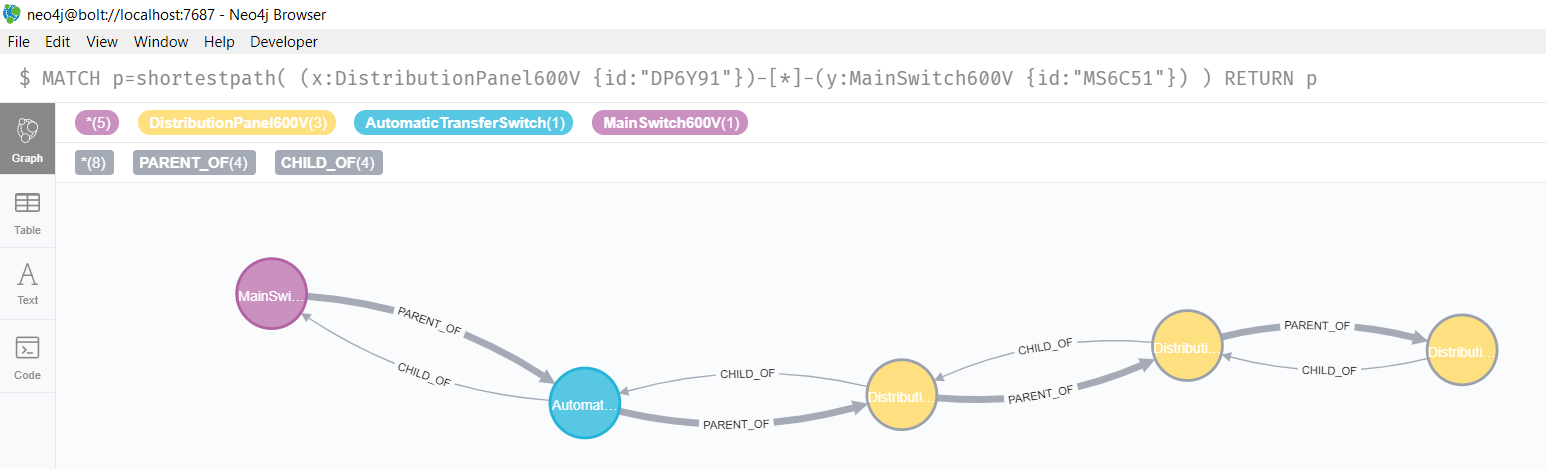 neo4j@bolt://localhost:7687 - Neo4j Browser
File Edit View Window Help Developer
$ MATCH p=shortestpath( (x:DistributionPanel600V {id:"DP6Y91"})-[*]-(y:MainSwitch600V {id:"MS6C51"}) ) RETURN p
*(5) DistributionPanel600V(3) AutomaticTransferSwitch(1) MainSwitch600V(1)
*(8) PARENT_OF(4) CHILD_OF(4)
Graph
Table
Text
Code
MainSwi...
PARENT_OF
CHILD_OF
Automat...
CHILD_OF
PARENT_OF
Distributi...
CHILD_OF
PARENT_OF
Distributi...
PARENT_OF
CHILD_OF
Distributi...